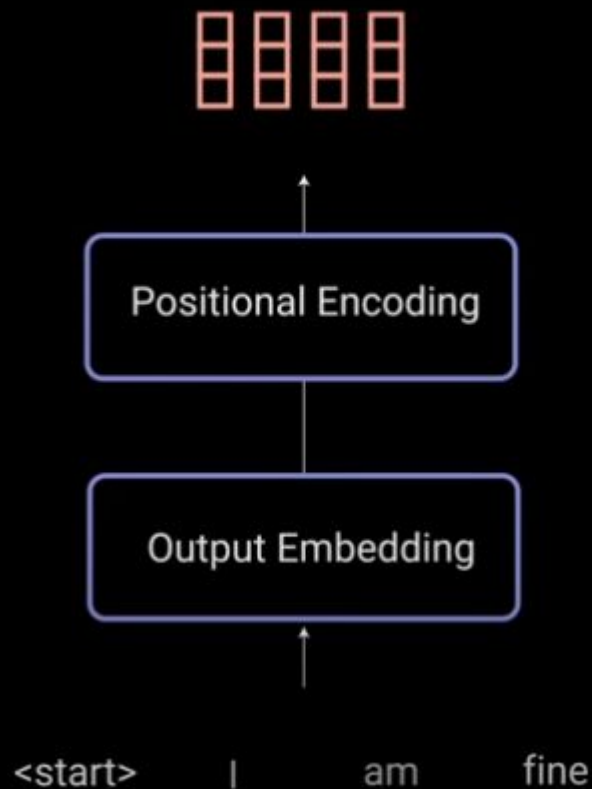 Positional Encoding
Output Embedding
<start> I am fine